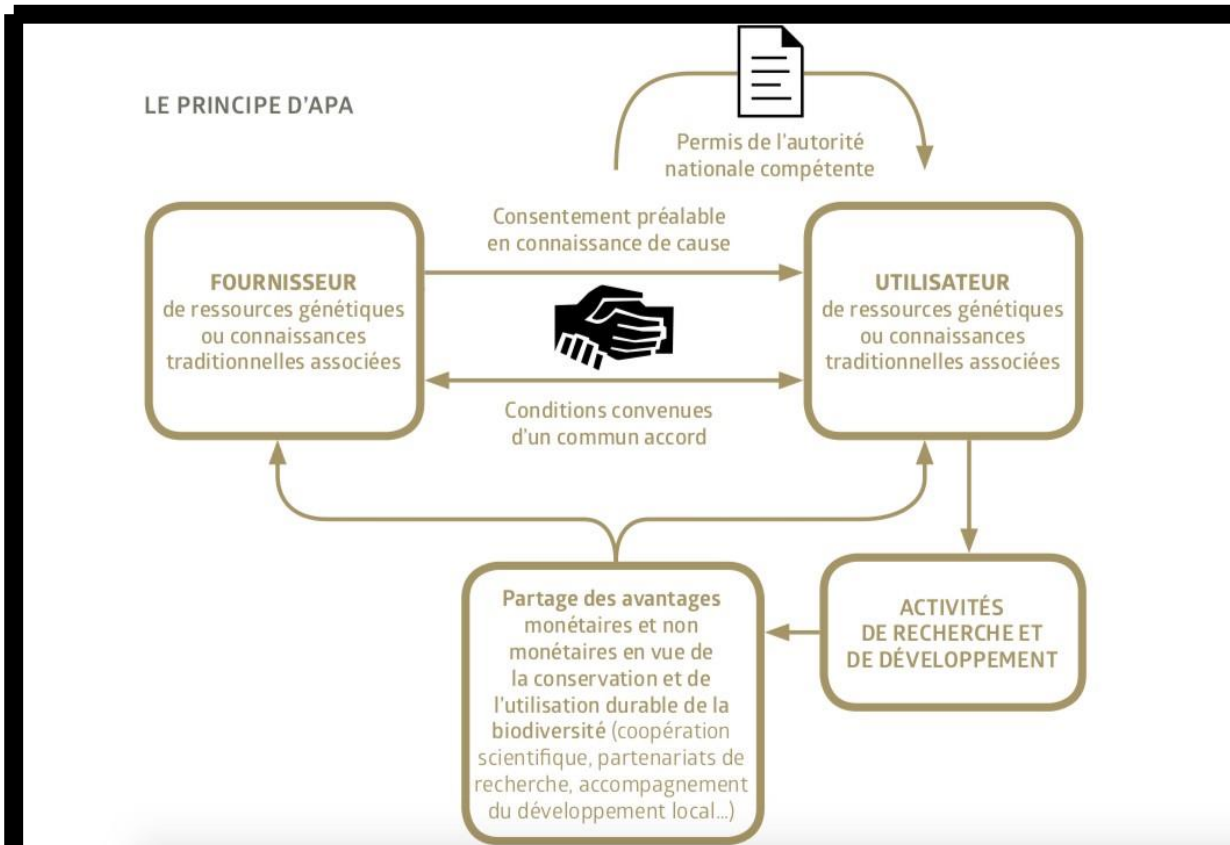 LE PRINCIPE D'APA
Permis de l'autorité
nationale compétente
Consentement préalable
en connaissance de cause
FOURNISSEUR
de ressources génétiques
ou connaissances
traditionnelles associées
UTILISATEUR
de ressources génétiques
ou connaissances
traditionnelles associées
Conditions convenues
d'un commun accord
Partage des avantages
monétaires et non
monétaires en vue de
la conservation et de
l'utilisation durable de la
biodiversité (coopération
scientifique, partenariats de
recherche, accompagnement
du développement local...)
ACTIVITÉS
DE RECHERCHE ET
DE DÉVELOPPEMENT